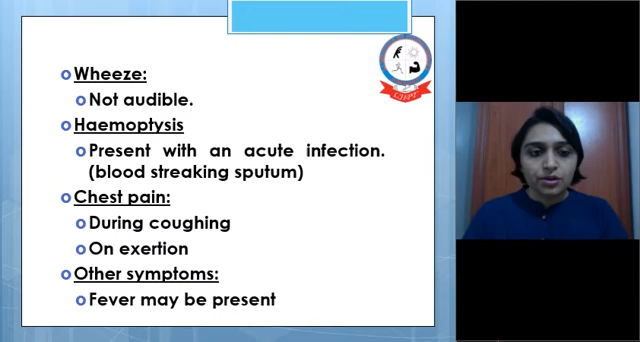 Wheeze:
Not audible.
Haemoptysis
Present with an acute infection.
(blood streaking sputum)
Chest pain:
During coughing
On exertion
Other symptoms:
Fever may be present